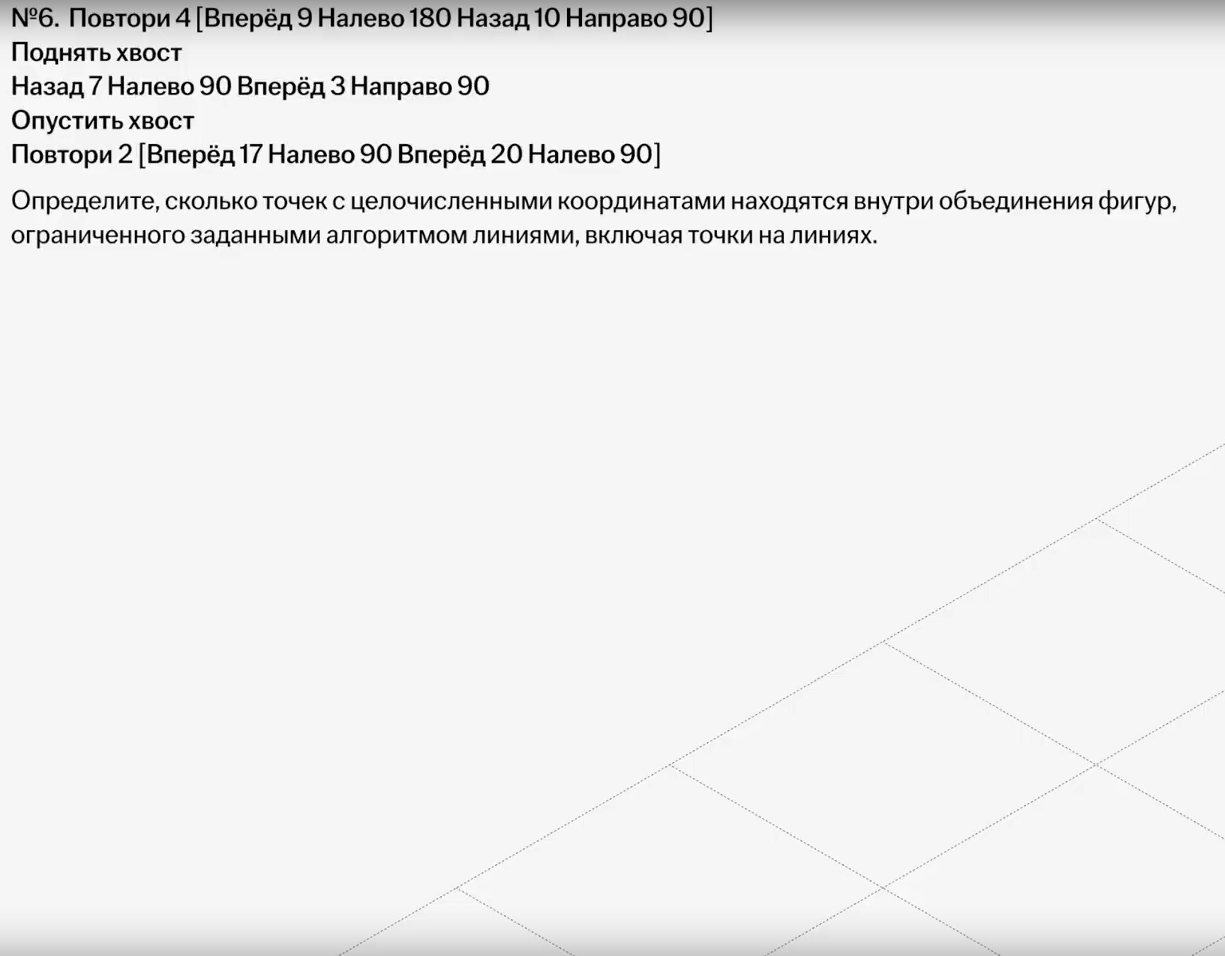 №6. Повтори 4 [Вперёд 9 Налево 180 Назад 10 Направо 90]
Поднять хвост
Назад 7 Налево 90 Вперёд 3 Направо 90
Опустить хвост
Повтори 2 [Вперёд 17 Налево 90 Вперёд 20 Налево 90]
Определите, сколько точек с целочисленными координатами находятся внутри объединения фигур,
ограниченного заданными алгоритмом линиями, включая точки на линиях.